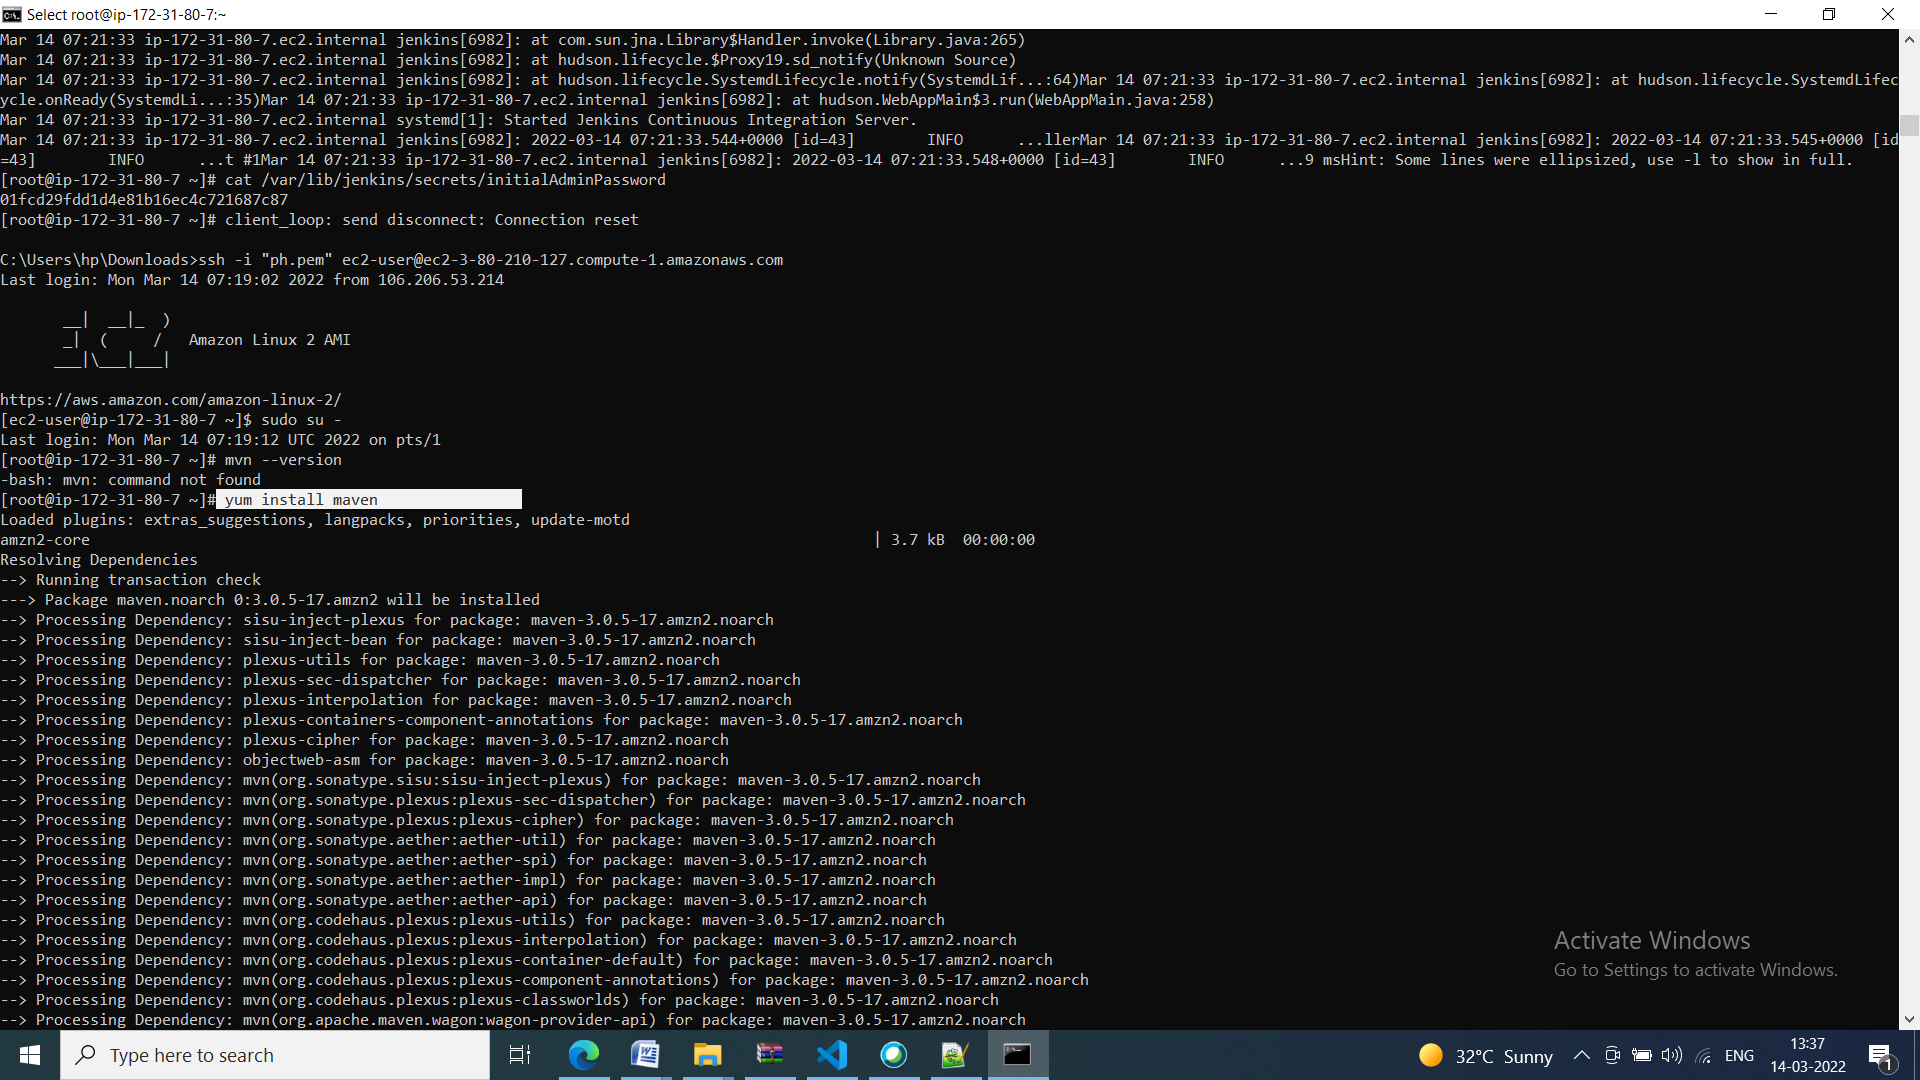 Select root@ip-172-31-80-7:~
Mar 14 07:21:33 ip-172-31-80-7.ec2.internal jenkins[6982]: at com.sun.jna.Library$Handler.invoke(Library.java:265)
Mar 14 07:21:33 ip-172-31-80-7.ec2.internal jenkins[6982]: at hudson.lifecycle.$Proxy19.sd_notify(Unknown Source)
Mar 14 07:21:33 ip-172-31-80-7.ec2.internal jenkins[6982]: at hudson.lifecycle.SystemdLifecycle.notify(SystemdLif...:64)Mar 14 07:21:33 ip-172-31-80-7.ec2.internal jenkins[6982]: at hudson.lifecycle.SystemdLifec
ycle.onReady(SystemdLi...:35)Mar 14 07:21:33 ip-172-31-80-7.ec2.internal jenkins[6982]: at hudson.WebAppMain$3.run(WebAppMain.java:258)
Mar 14 07:21:33 ip-172-31-80-7.ec2.internal systemd[1]: Started Jenkins Continuous Integration Server.
Mar 14 07:21:33 ip-172-31-80-7.ec2.internal jenkins[6982]: 2022-03-14 07:21:33.544+0000 [id=43]        INFO      ...llerMar 14 07:21:33 ip-172-31-80-7.ec2.internal jenkins[6982]: 2022-03-14 07:21:33.545+0000 [id
=43]        INFO      ...t #1Mar 14 07:21:33 ip-172-31-80-7.ec2.internal jenkins[6982]: 2022-03-14 07:21:33.548+0000 [id=43]        INFO      ...9 msHint: Some lines were ellipsized, use -l to show in full.
[root@ip-172-31-80-7 ~]# cat /var/lib/jenkins/secrets/initialAdminPassword
01fcd29fdd1d4e81b16ec4c721687c87
[root@ip-172-31-80-7 ~]# client_loop: send disconnect: Connection reset
C:\Users\hp\Downloads>ssh -i "ph.pem" ec2-user@ec2-3-80-210-127.compute-1.amazonaws.com
Last login: Mon Mar 14 07:19:02 2022 from 106.206.53.214
       __|  __|_  )
       _|  (     /   Amazon Linux 2 AMI
      ___|\___|___|
https://aws.amazon.com/amazon-linux-2/
[ec2-user@ip-172-31-80-7 ~]$ sudo su -
Last login: Mon Mar 14 07:19:12 UTC 2022 on pts/1
[root@ip-172-31-80-7 ~]# mvn --version
-bash: mvn: command not found
[root@ip-172-31-80-7 ~]# yum install maven
Loaded plugins: extras_suggestions, langpacks, priorities, update-motd
amzn2-core                                                                                       | 3.7 kB  00:00:00
Resolving Dependencies
--> Running transaction check
---> Package maven.noarch 0:3.0.5-17.amzn2 will be installed
--> Processing Dependency: sisu-inject-plexus for package: maven-3.0.5-17.amzn2.noarch
--> Processing Dependency: sisu-inject-bean for package: maven-3.0.5-17.amzn2.noarch
--> Processing Dependency: plexus-utils for package: maven-3.0.5-17.amzn2.noarch
--> Processing Dependency: plexus-sec-dispatcher for package: maven-3.0.5-17.amzn2.noarch
--> Processing Dependency: plexus-interpolation for package: maven-3.0.5-17.amzn2.noarch
--> Processing Dependency: plexus-containers-component-annotations for package: maven-3.0.5-17.amzn2.noarch
--> Processing Dependency: plexus-cipher for package: maven-3.0.5-17.amzn2.noarch
--> Processing Dependency: objectweb-asm for package: maven-3.0.5-17.amzn2.noarch
--> Processing Dependency: mvn(org.sonatype.sisu:sisu-inject-plexus) for package: maven-3.0.5-17.amzn2.noarch
--> Processing Dependency: mvn(org.sonatype.plexus:plexus-sec-dispatcher) for package: maven-3.0.5-17.amzn2.noarch
--> Processing Dependency: mvn(org.sonatype.plexus:plexus-cipher) for package: maven-3.0.5-17.amzn2.noarch
--> Processing Dependency: mvn(org.sonatype.aether:aether-util) for package: maven-3.0.5-17.amzn2.noarch
--> Processing Dependency: mvn(org.sonatype.aether:aether-spi) for package: maven-3.0.5-17.amzn2.noarch
--> Processing Dependency: mvn(org.sonatype.aether:aether-impl) for package: maven-3.0.5-17.amzn2.noarch
--> Processing Dependency: mvn(org.sonatype.aether:aether-api) for package: maven-3.0.5-17.amzn2.noarch
--> Processing Dependency: mvn(org.codehaus.plexus:plexus-utils) for package: maven-3.0.5-17.amzn2.noarch
--> Processing Dependency: mvn(org.codehaus.plexus:plexus-interpolation) for package: maven-3.0.5-17.amzn2.noarch
--> Processing Dependency: mvn(org.codehaus.plexus:plexus-container-default) for package: maven-3.0.5-17.amzn2.noarch
--> Processing Dependency: mvn(org.codehaus.plexus:plexus-component-annotations) for package: maven-3.0.5-17.amzn2.noarch
--> Processing Dependency: mvn(org.codehaus.plexus:plexus-classworlds) for package: maven-3.0.5-17.amzn2.noarch
--> Processing Dependency: mvn(org.apache.maven.wagon:wagon-provider-api) for package: maven-3.0.5-17.amzn2.noarch
Activate Windows
Go to Settings to activate Windows.
Type here to search
32°C Sunny
ENG
13:37
14-03-2022
1